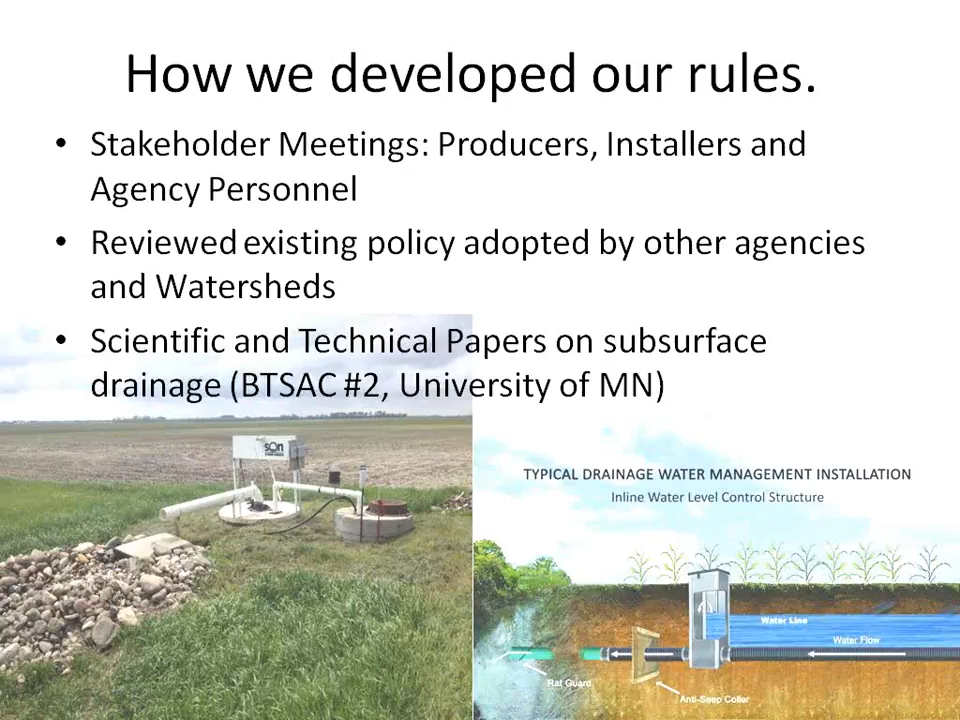 How we developed our rules.
• Stakeholder Meetings: Producers, Installers and
Agency Personnel
• Reviewed existing policy adopted by other agencies
and Watersheds
• Scientific and Technical Papers on subsurface
drainage (BTSAC #2, University of MN)
TYPICAL DRAINAGE WATER MANAGEMENT INSTALLATION
Inline Water Level Control Structure
Water Line
Water Flow
Rat Guard
Anti-Seep Collar